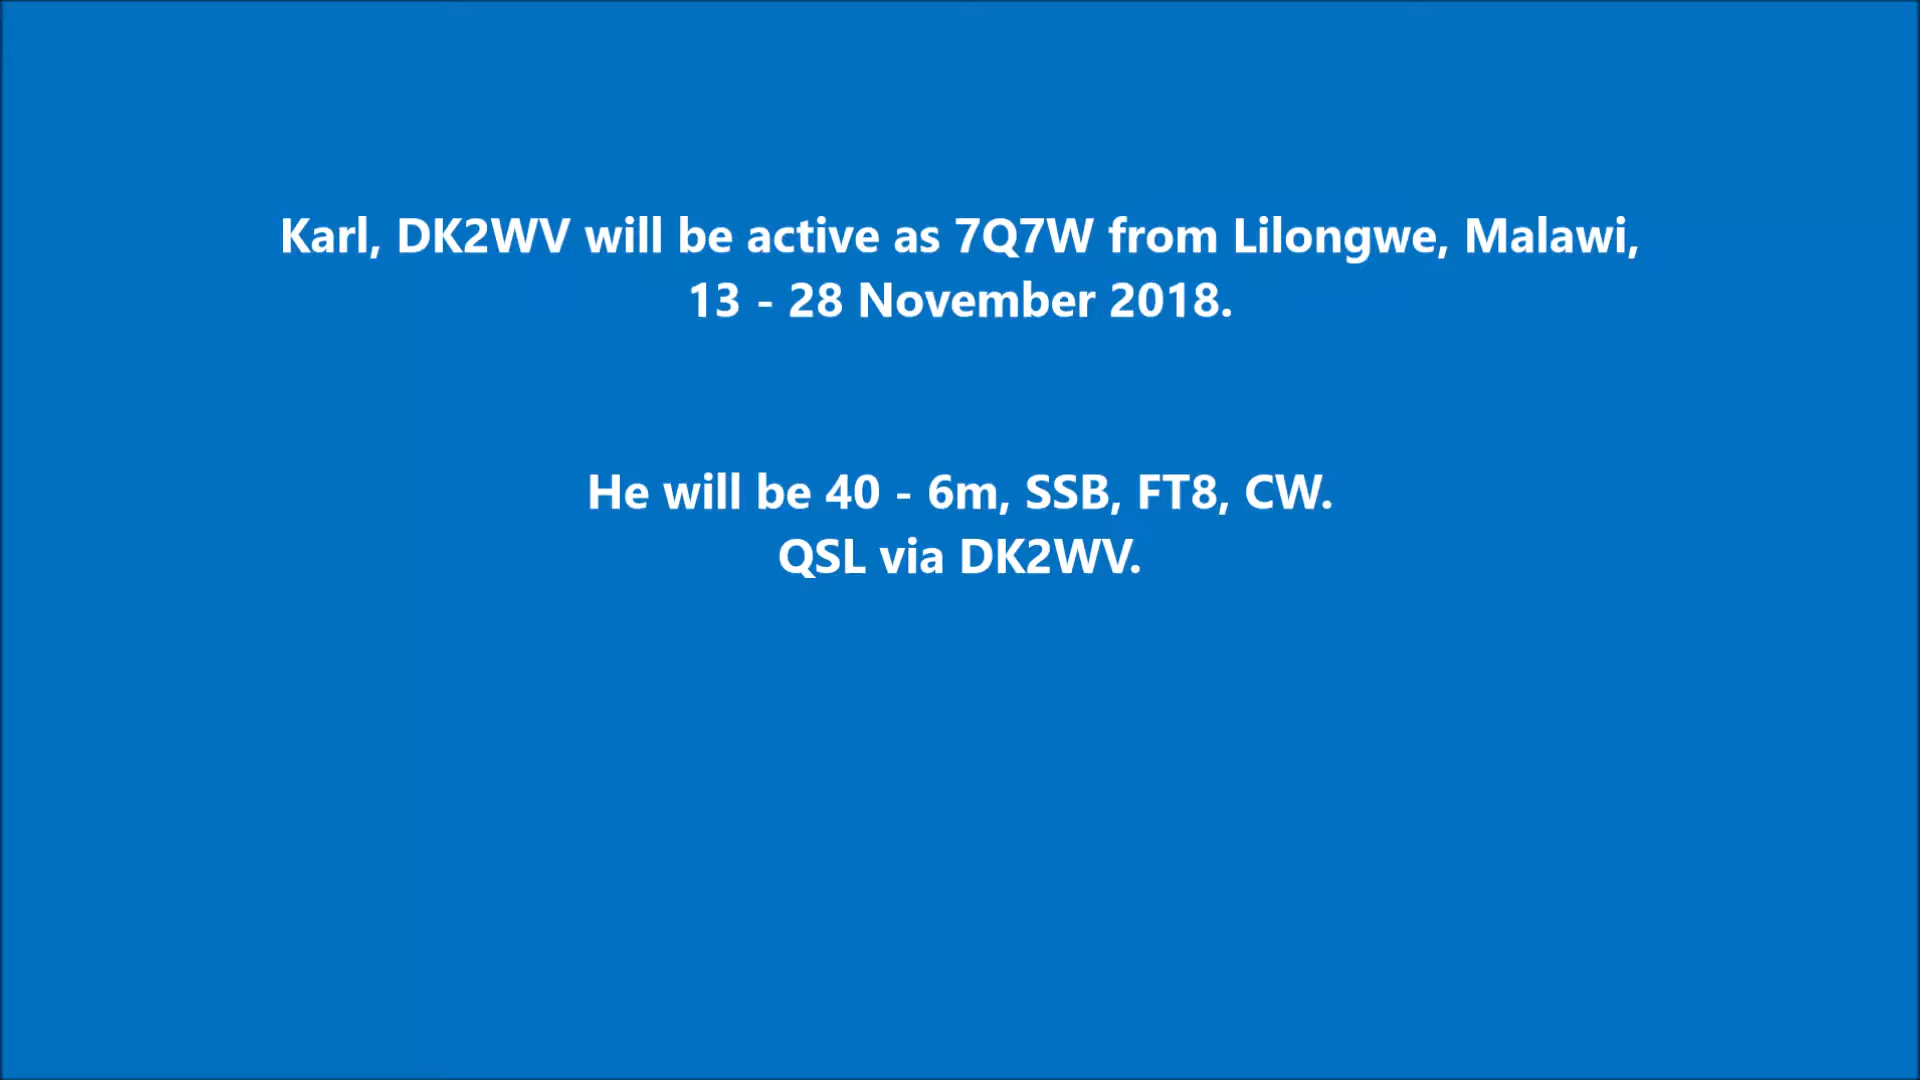 Karl, DK2WV will be active as 7Q7W from Lilongwe, Malawi,
13 - 28 November 2018.
He will be 40 - 6m, SSB, FT8, CW.
QSL via DK2WV.